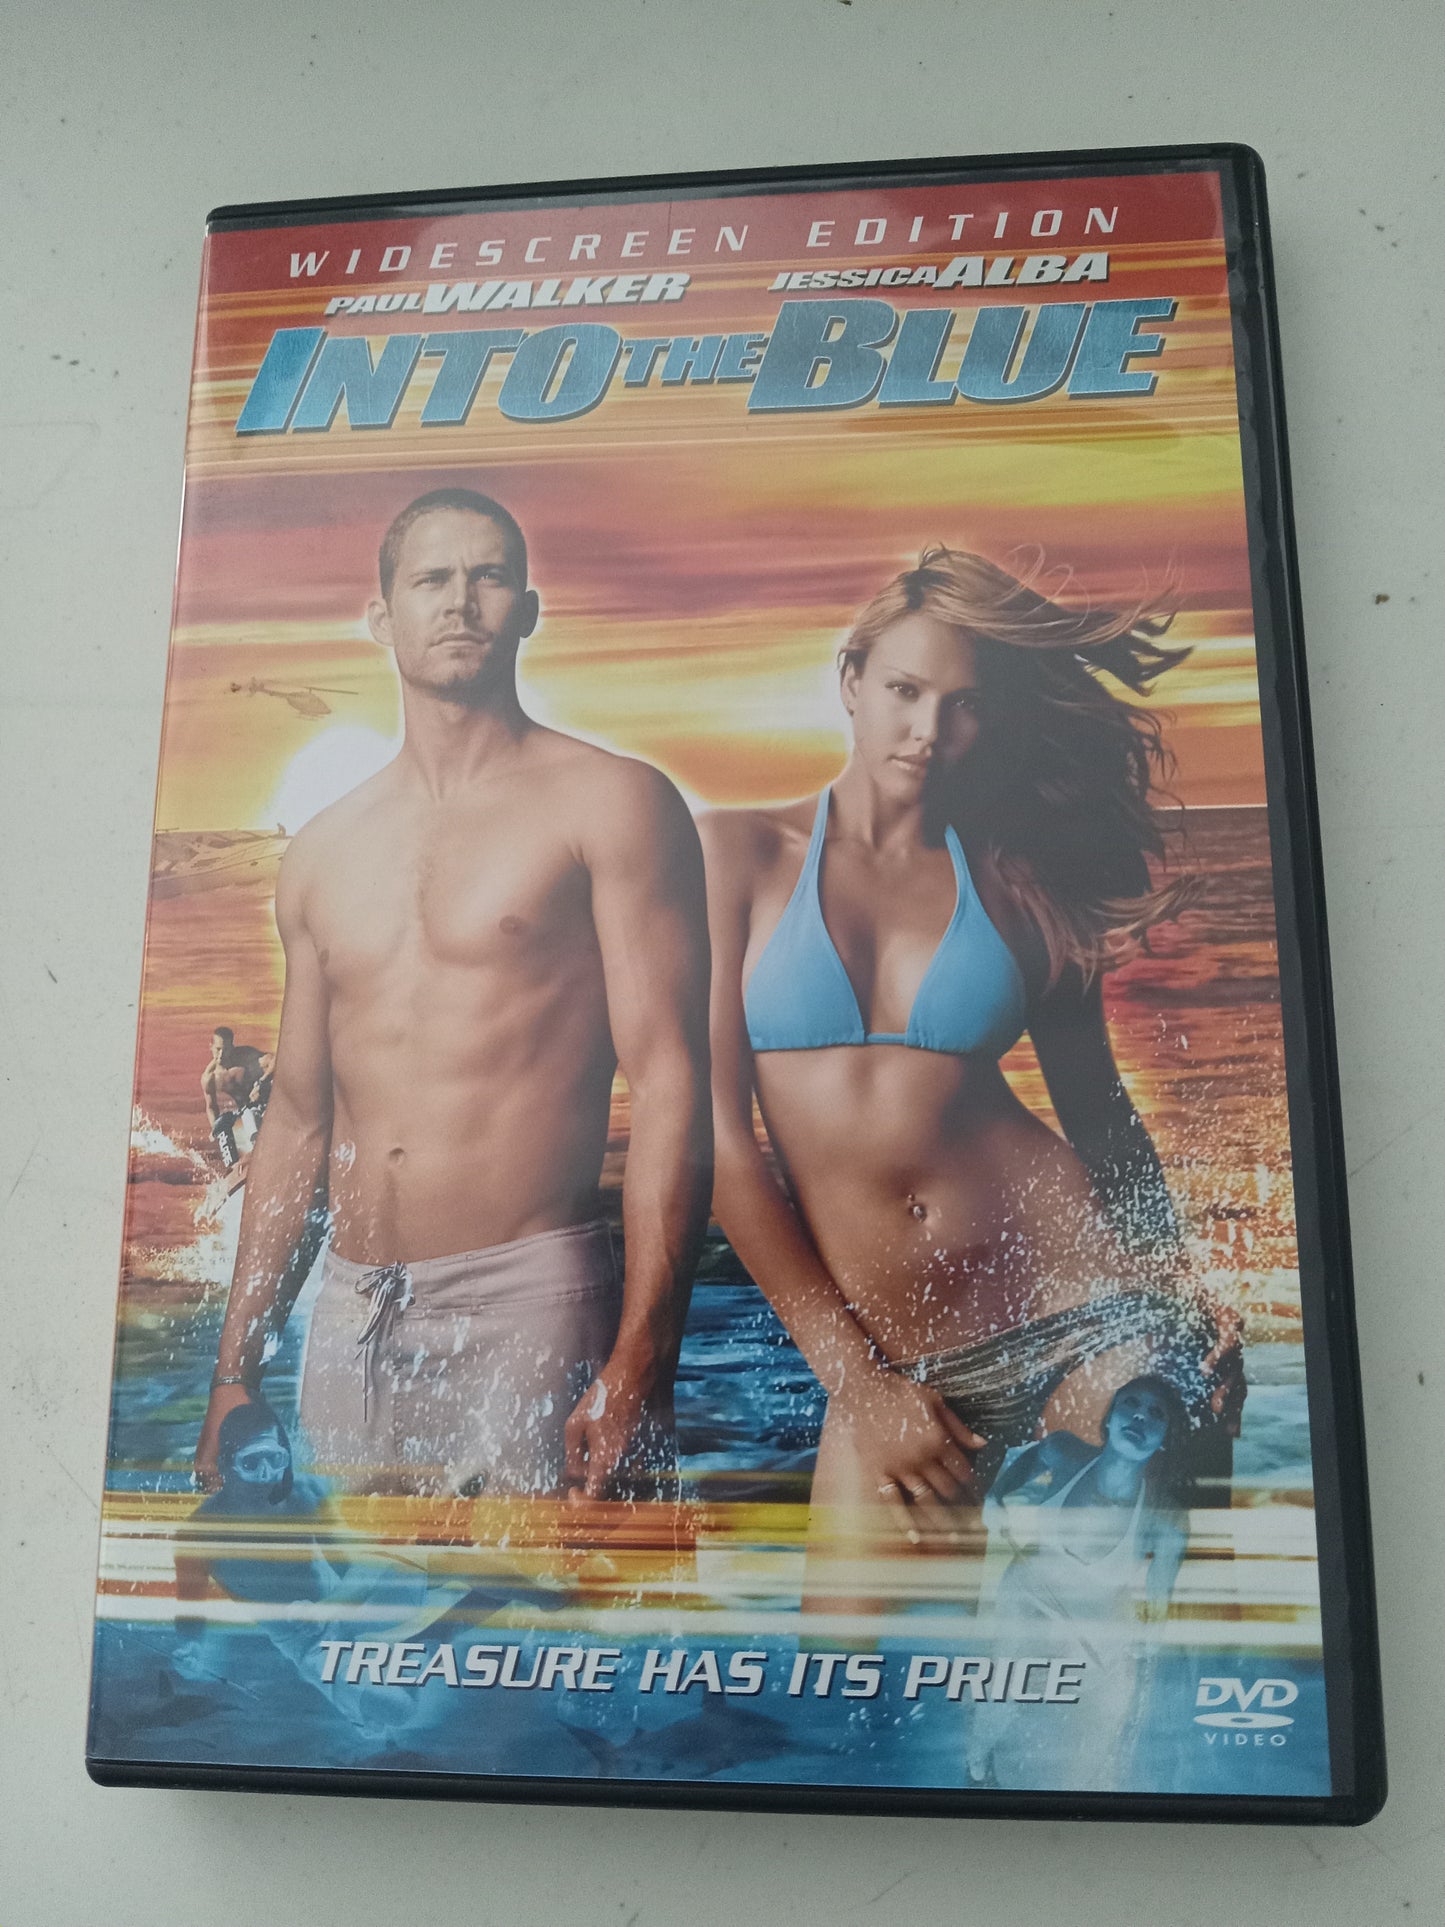 WIDESCREEN EDITION
PAUL WALKER JESSICA ALBA
INTO THE BLUE
TREASURE HAS ITS PRICE
DVD
VIDEO